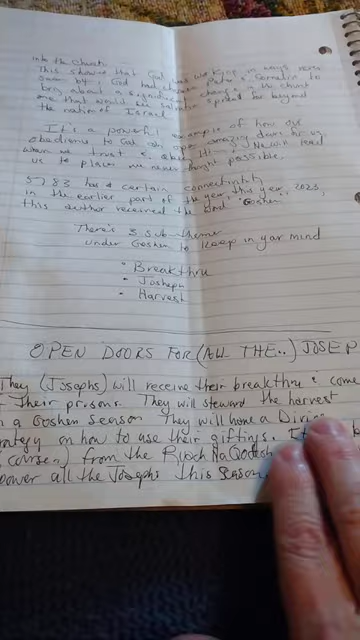 into the Church.
This shows that God was working in ways never
by God had chosen Peter & to
bring about a significant change in the church
one that would see salvation spread far beyond
the nation of Israel

It's a powerful example of how our
obedience to God can open amazing doors for us
when we trust & obey Him, He will lead
us to places we never thought possible.

5783 has a certain connectivity
in the earlier part of the year, this year, 2023,
this author received the word "Goshen

There's 3 sub themes
under Goshen to keep in your mind

• Breakthru
• Joseph
• Harvest

OPEN DOORS FOR (ALL THE..) JOSEP
They (Josephs) will receive their breakthru & come
their prisons. They will steward the harvest
a Goshen season. They will have a Divine
rategy on how to use their giftings. It
course..) from the Ruach HaQodesh
power all the Josephs this season.